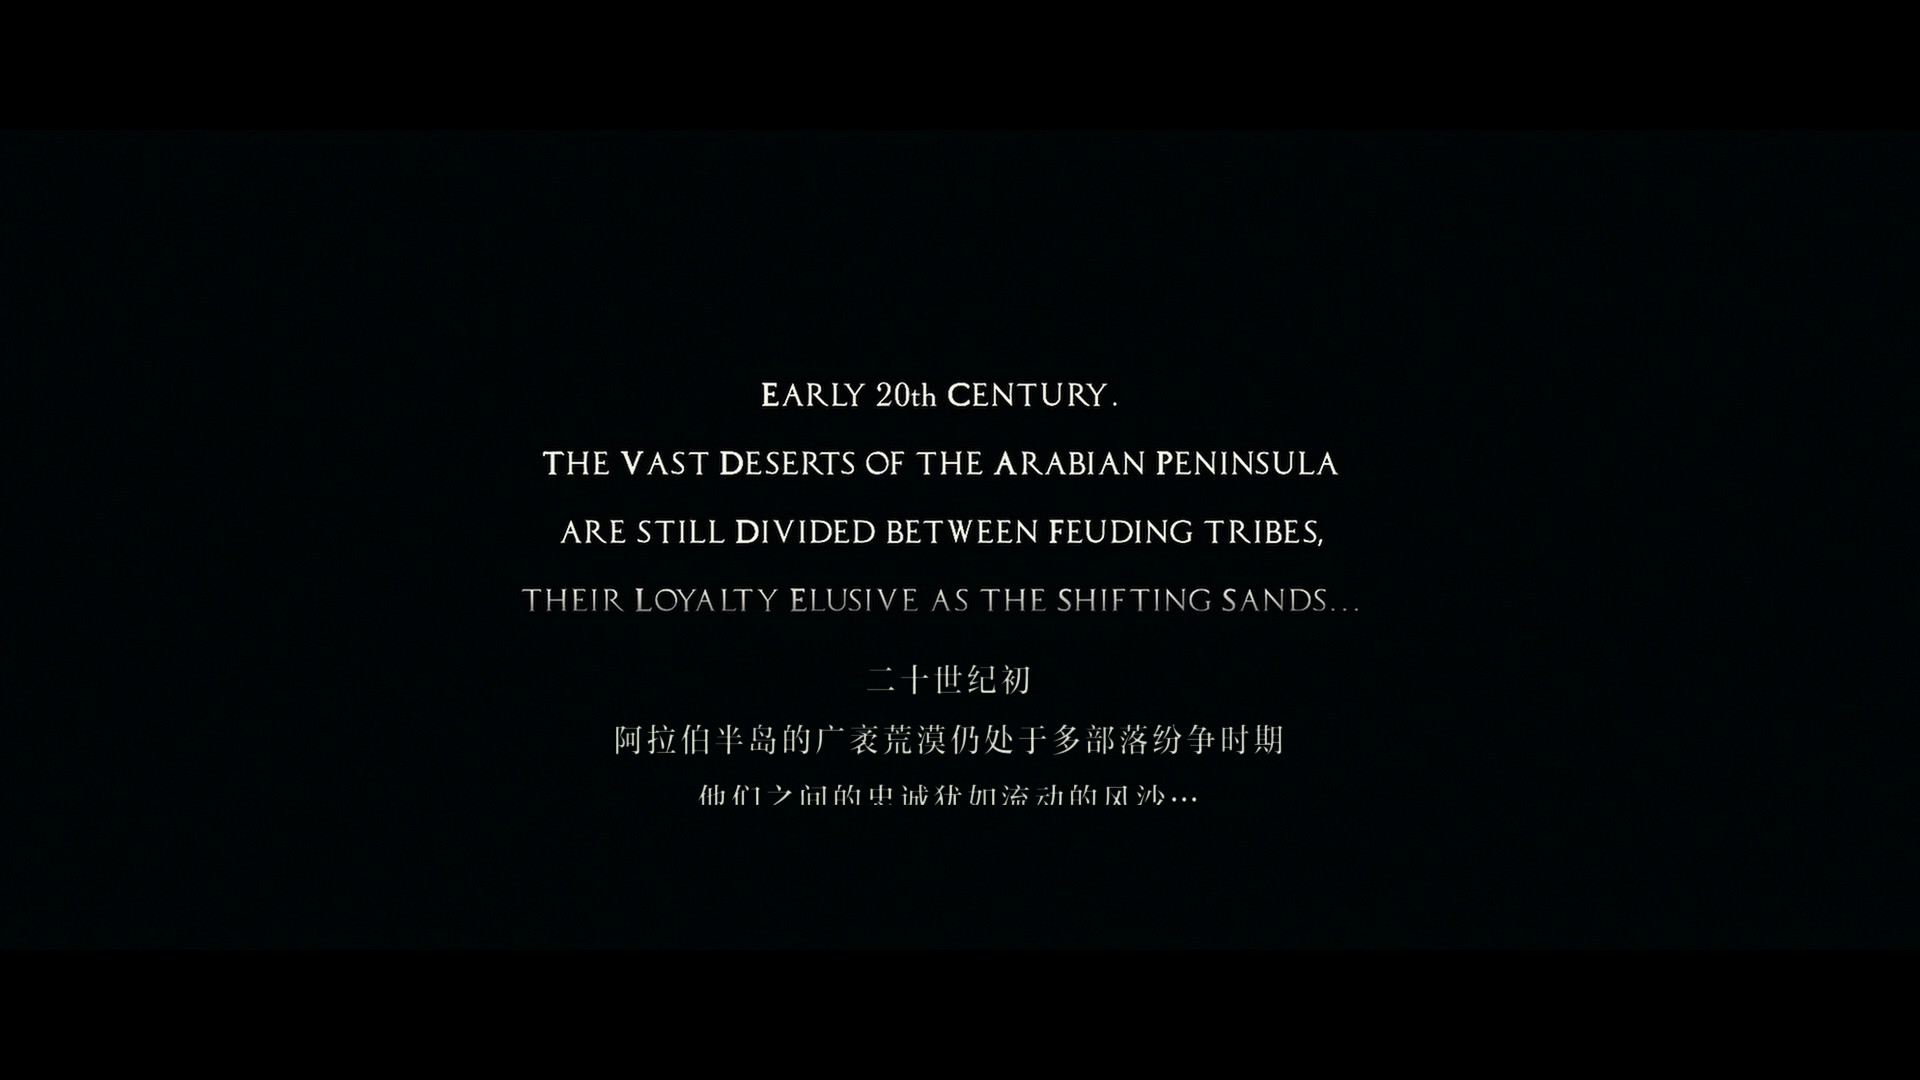 EARLY 20th CENTURY.
THE VAST DESERTS OF THE ARABIAN PENINSULA
ARE STILL DIVIDED BETWEEN FEUDING TRIBES,
THEIR LOYALTY ELUSIVE AS THE SHIFTING SANDS...
二十世纪初
阿拉伯半岛的广袤荒漠仍处于多部落纷争时期
他们之间的忠诚犹如流动的风沙…